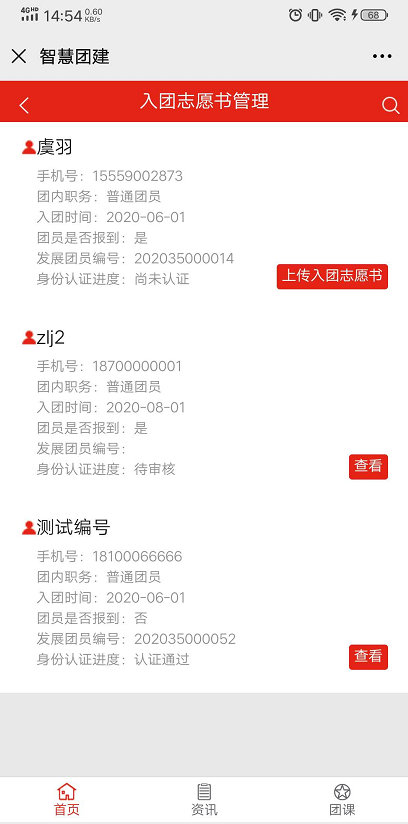 4GHD 14:54 0.60 KB/s 68
智慧团建
入团志愿书管理
虞羽
手机号：15559002873
团内职务：普通团员
入团时间：2020-06-01
团员是否报到：是
发展团员编号：202035000014
身份认证进度：尚未认证
上传入团志愿书
zlj2
手机号：18700000001
团内职务：普通团员
入团时间：2020-08-01
团员是否报到：是
发展团员编号：
身份认证进度：待审核
查看
测试编号
手机号：18100066666
团内职务：普通团员
入团时间：2020-06-01
团员是否报到：否
发展团员编号：202035000052
身份认证进度：认证通过
查看
首页 资讯 团课